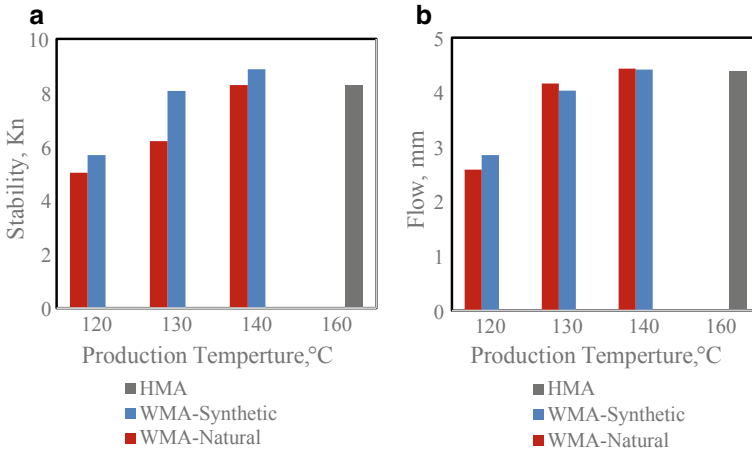 a
10
8
6
4
2
0
Stability, Kn
120 130 140 160
Production Temperture,°C
HMA
WMA-Synthetic
WMA-Natural
b
5
4
3
2
1
0
Flow, mm
120 130 140 160
Production Temperture,°C
HMA
WMA-Synthetic
WMA-Natural